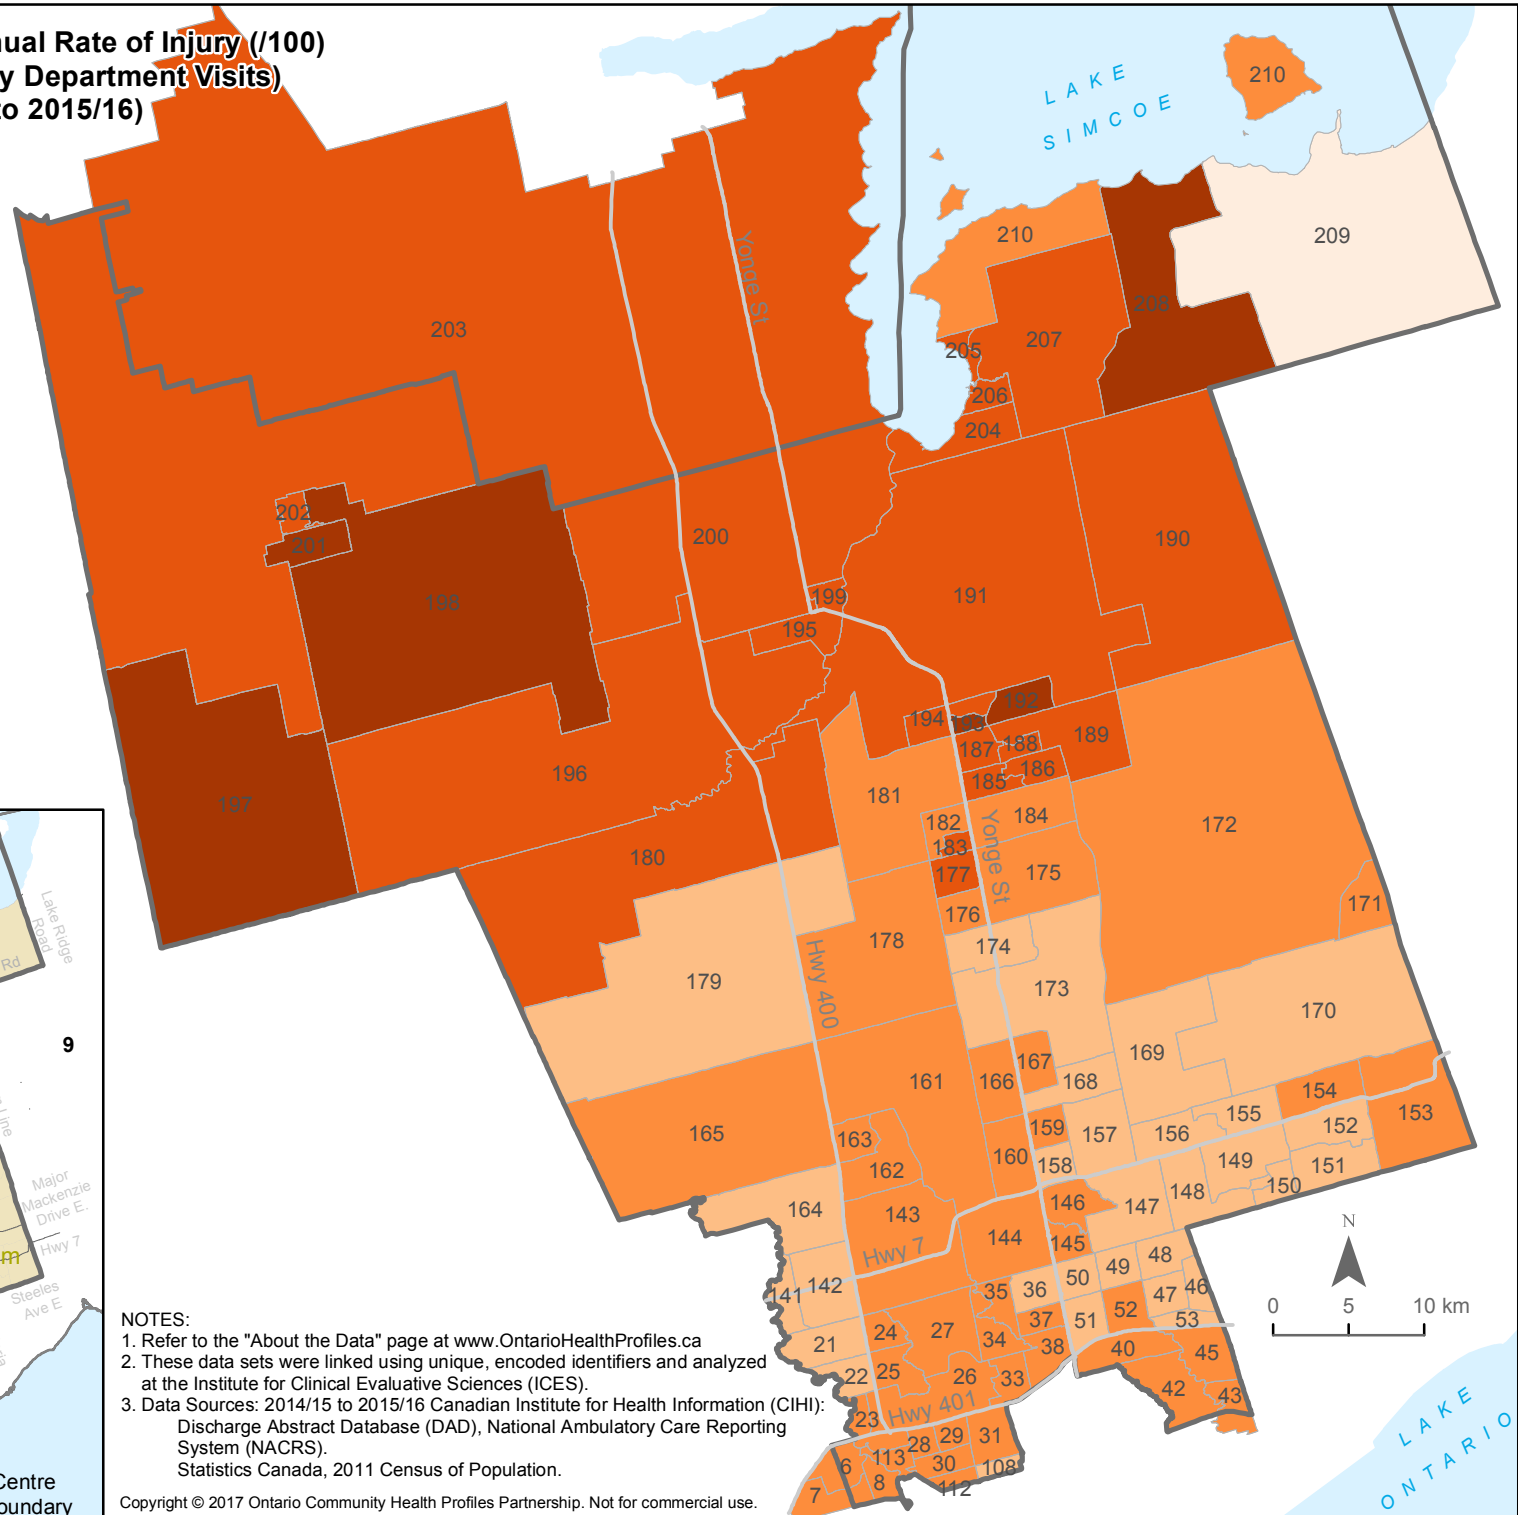 ual Rate of Injury (/100)
y Department Visits)
to 2015/16)
LAKE
SIMCOE
210
209
210
208
207
205
206
204
203
Yonge St
202
201
198
200
199
195
191
190
192
193
194
187
188
189
186
185
197
196
181
182
183
184
180
177
Yonge St
175
172
171
176
174
178
179
Hwy 400
173
170
169
161
166
167
168
165
163
162
159
160
158
157
156
155
154
153
152
151
150
149
148
147
146
145
144
143
164
Hwy 7
142
141
36
35
50
49
48
47
46
53
52
51
37
38
34
27
24
25
26
33
21
22
23
Hwy 401
40
45
42
43
28
29
31
30
108
112
113
6
8
7
N
0 5 10 km
LAKE
ONTARIO
Lake Ridge
Road
Rd
9
Line
Major
Mackenzie
Drive E.
Hwy 7
m
Steeles
Ave E
Centre
oundary
NOTES:
1. Refer to the "About the Data" page at www.OntarioHealthProfiles.ca
2. These data sets were linked using unique, encoded identifiers and analyzed
at the Institute for Clinical Evaluative Sciences (ICES).
3. Data Sources: 2014/15 to 2015/16 Canadian Institute for Health Information (CIHI):
Discharge Abstract Database (DAD), National Ambulatory Care Reporting
System (NACRS).
Statistics Canada, 2011 Census of Population.
Copyright © 2017 Ontario Community Health Profiles Partnership. Not for commercial use.